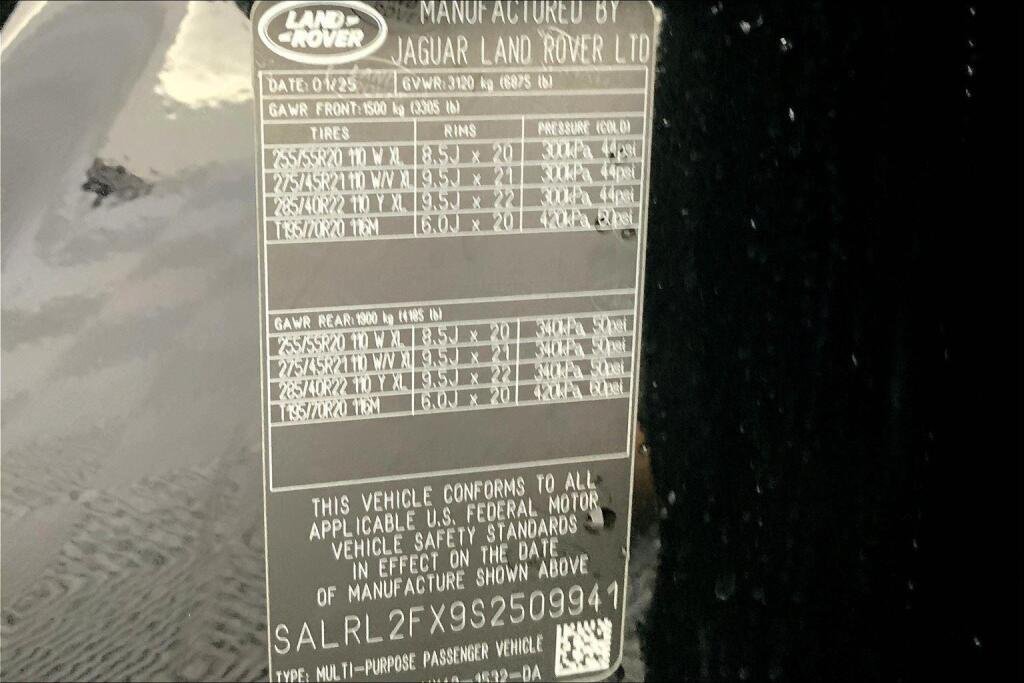 LAND-
-ROVER
MANUFACTURED BY
JAGUAR LAND ROVER LTD
DATE: 01/25 GVWR: 3120 kg (6875 lb)
GAWR FRONT: 1500 kg (3305 lb)
TIRES RIMS PRESSURE (COLD)
255/55R20 110 W XL 8.5J x 20 300kPa, 44psi
275/45R21 110 W/V XL 9.5J x 21 300kPa, 44psi
285/40R22 110 Y XL 9.5J x 22 300kPa, 44psi
T195/70R20 116M 6.0J x 20 420kPa, 60psi
GAWR REAR: 1900 kg (4185 lb)
255/55R20 110 W XL 8.5J x 20 340kPa, 50psi
275/45R21 110 W/V XL 9.5J x 21 340kPa, 50psi
285/40R22 110 Y XL 9.5J x 22 340kPa, 50psi
T195/70R20 116M 6.0J x 20 420kPa, 60psi
THIS VEHICLE CONFORMS TO ALL
APPLICABLE U.S. FEDERAL MOTOR
VEHICLE SAFETY STANDARDS
IN EFFECT ON THE DATE
OF MANUFACTURE SHOWN ABOVE
SALRL2FX9S2509941
TYPE: MULTI-PURPOSE PASSENGER VEHICLE